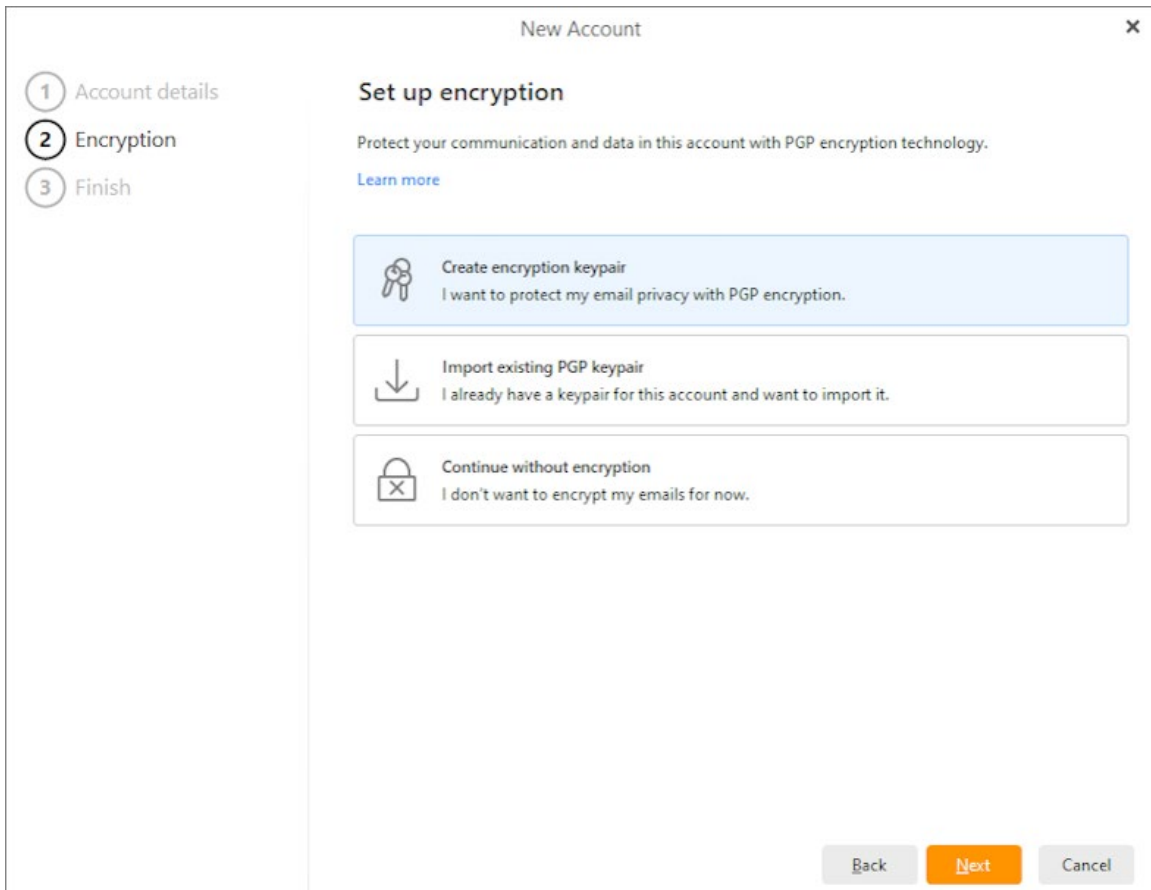 New Account
1 Account details
2 Encryption
3 Finish
Set up encryption
Protect your communication and data in this account with PGP encryption technology.
Learn more
Create encryption keypair
I want to protect my email privacy with PGP encryption.
Import existing PGP keypair
I already have a keypair for this account and want to import it.
Continue without encryption
I don't want to encrypt my emails for now.
Back Next Cancel